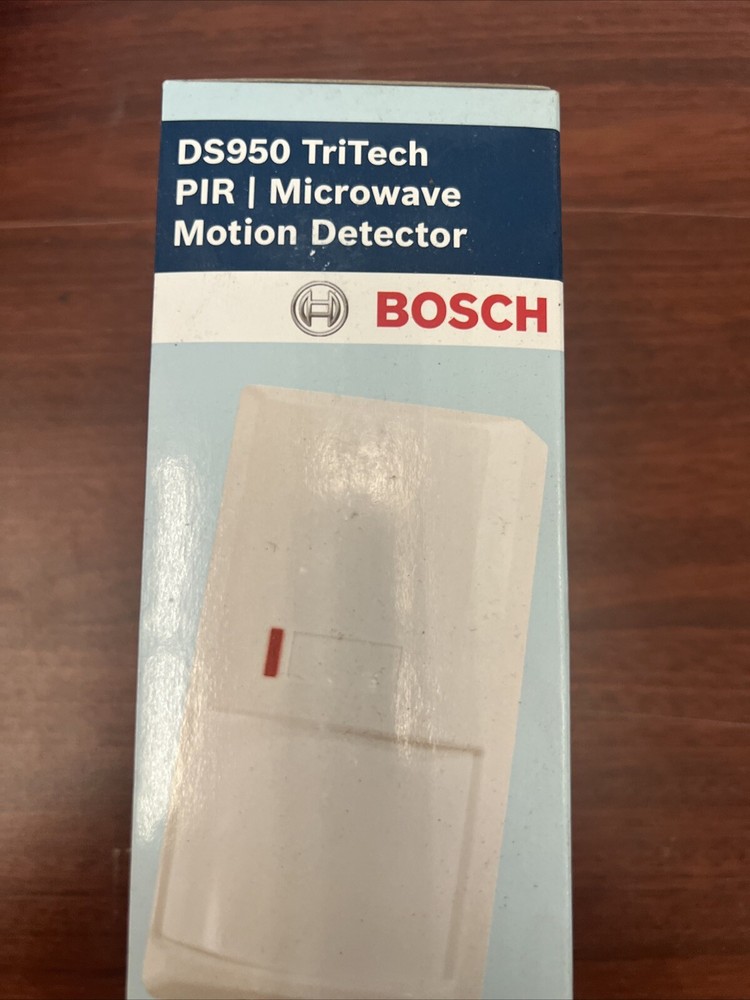 DS950 TriTech
PIR | Microwave
Motion Detector
BOSCH